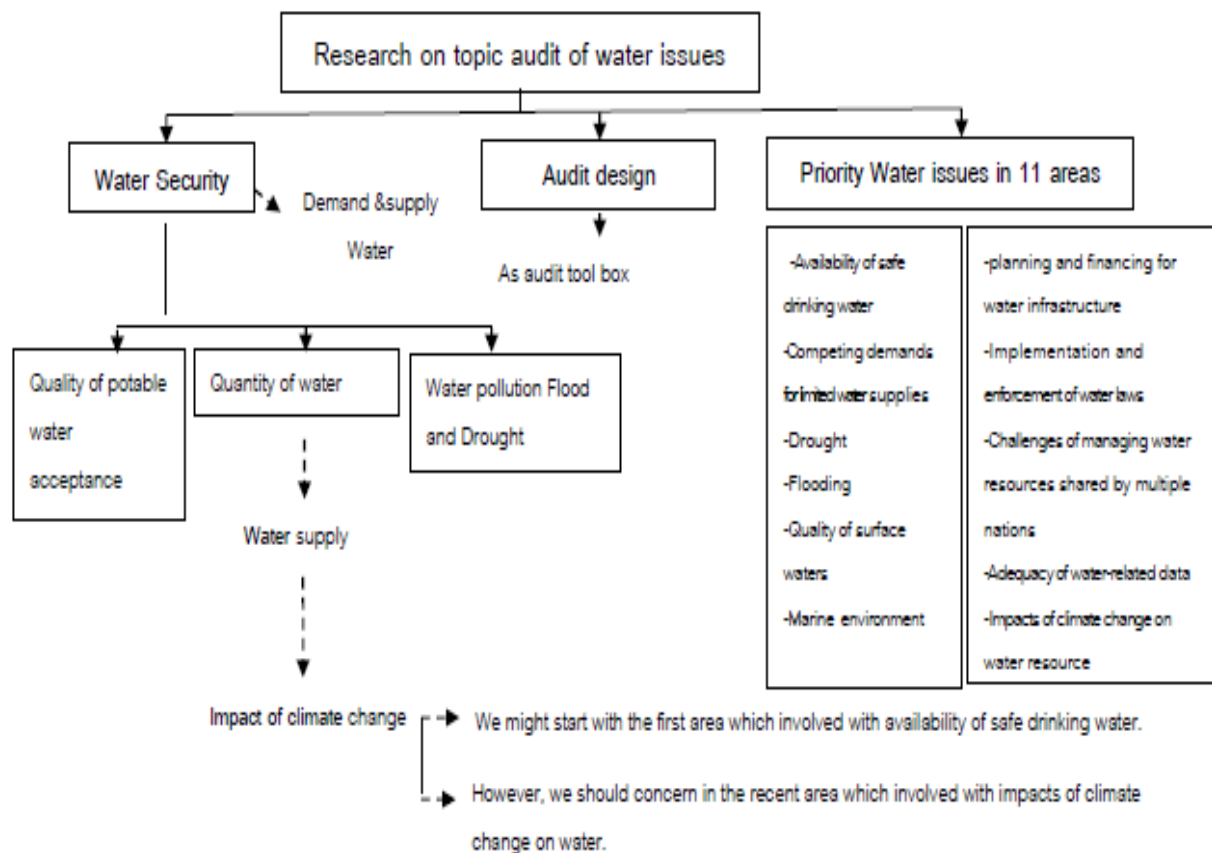 Research on topic audit of water issues
Water Security
Audit design
Priority Water issues in 11 areas
Demand &supply
Water
As audit tool box
-Availability of safe
drinking water
-Competing demands
for limited water supplies
-Drought
-Flooding
-Quality of surface
waters
-Marine environment
-planning and financing for
water infrastructure
-Implementation and
enforcement of water laws
-Challenges of managing water
resources shared by multiple
nations
-Adequacy of water-related data
-Impacts of climate change on
water resource
Quality of potable
water
acceptance
Quantity of water
Water pollution Flood
and Drought
Water supply
Impact of climate change
We might start with the first area which involved with availability of safe drinking water.
However, we should concern in the recent area which involved with impacts of climate
change on water.